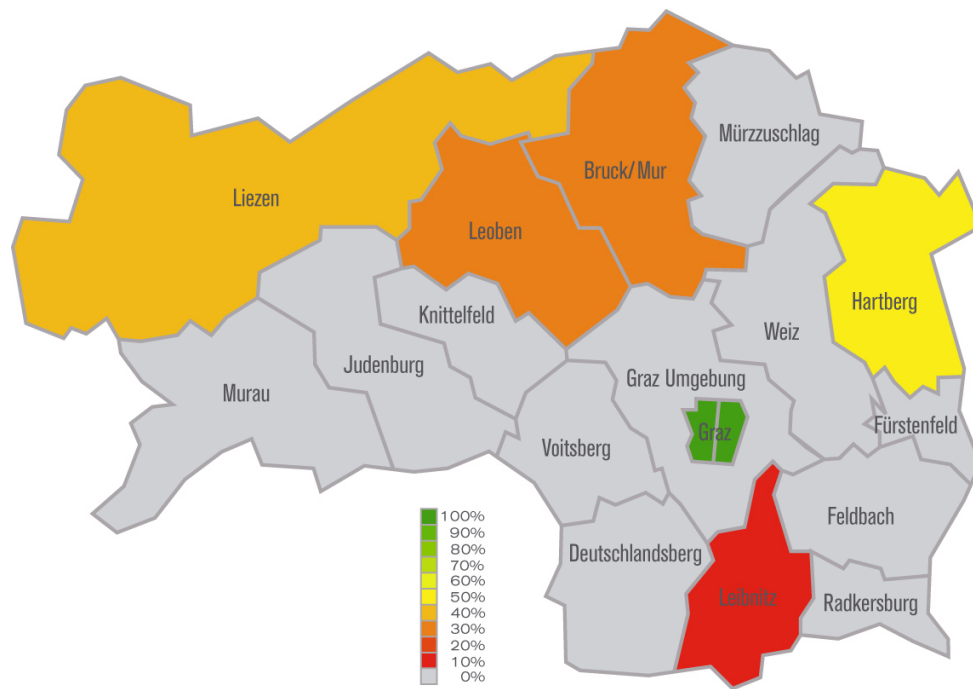 Mürzzuschlag
Bruck/Mur
Liezen
Leoben
Hartberg
Knittelfeld
Weiz
Judenburg
Graz Umgebung
Murau
Graz
Fürstenfeld
Voitsberg
100%
90%
80%
70%
60%
50%
40%
30%
20%
10%
0%
Feldbach
Deutschlandsberg
Leibnitz
Radkersburg